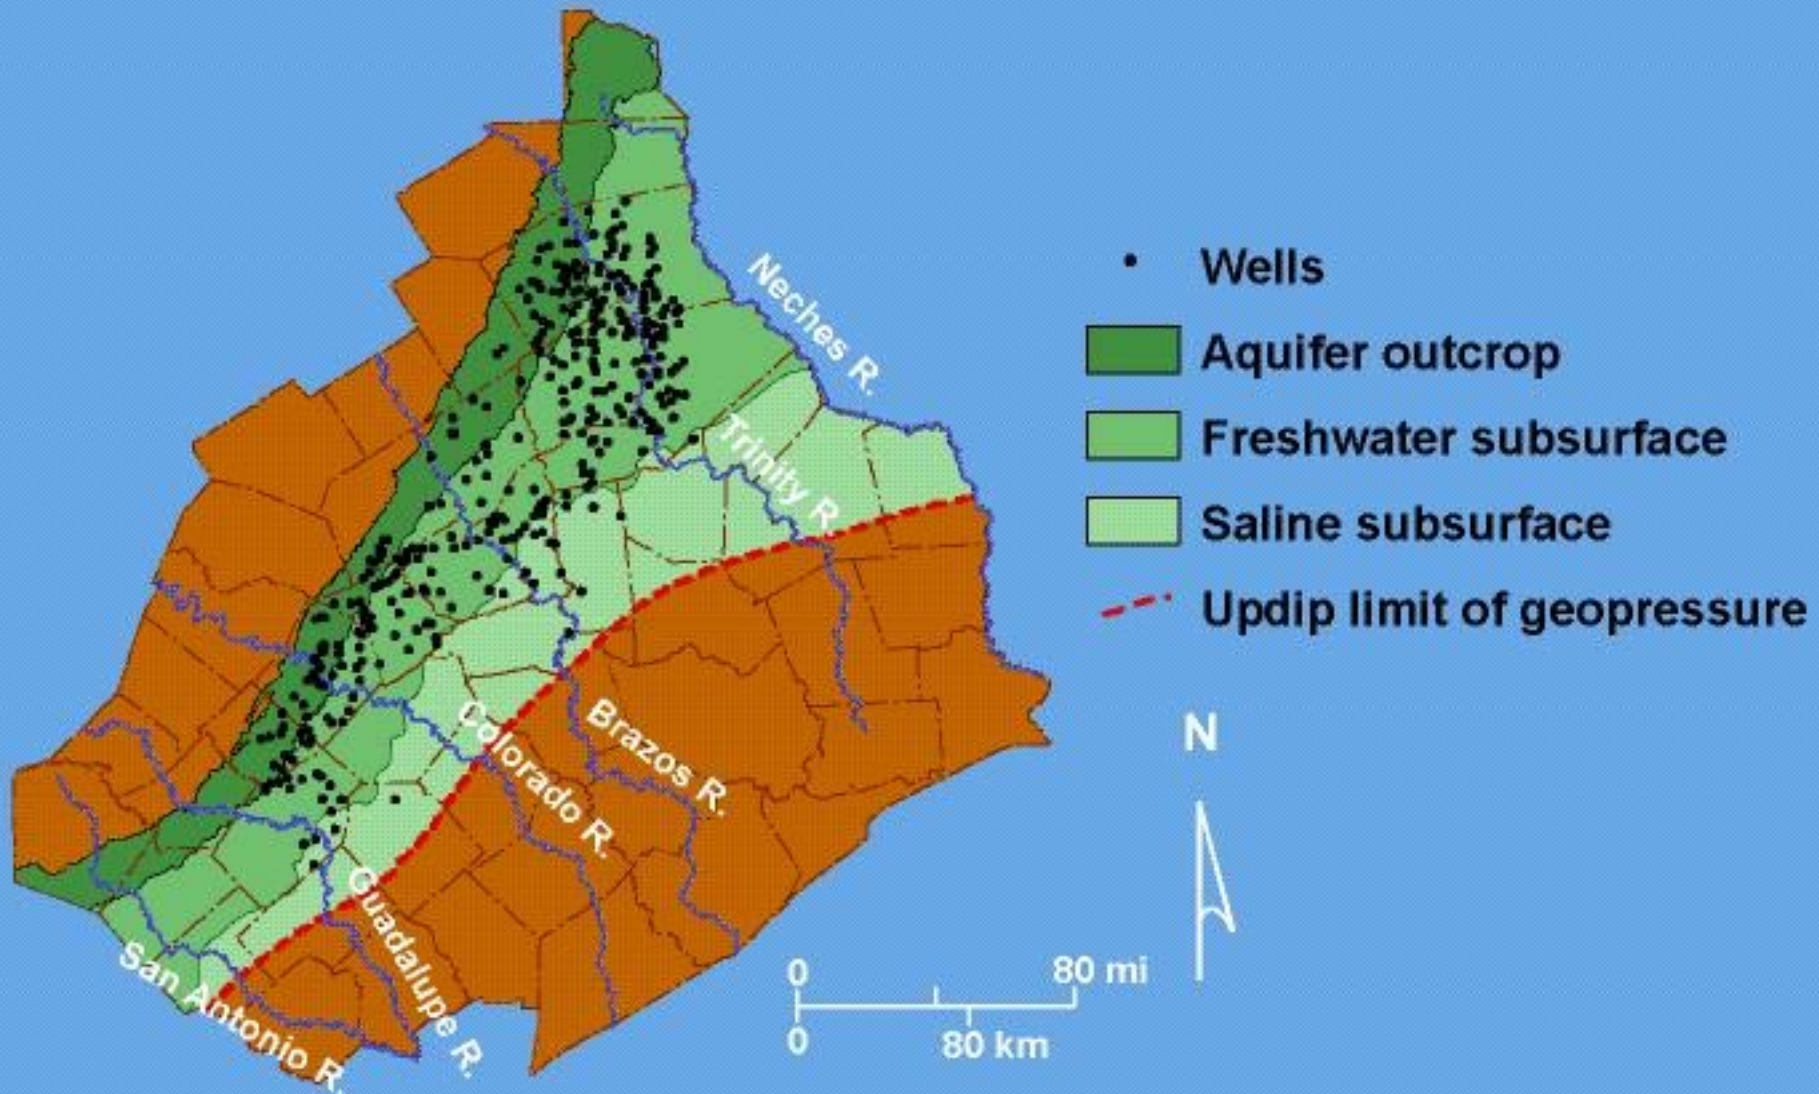 Neches R.
Trinity R.
Brazos R.
Colorado R.
Guadalupe R.
San Antonio R.
Wells
Aquifer outcrop
Freshwater subsurface
Saline subsurface
Updip limit of geopressure
N
0 80 mi
0 80 km